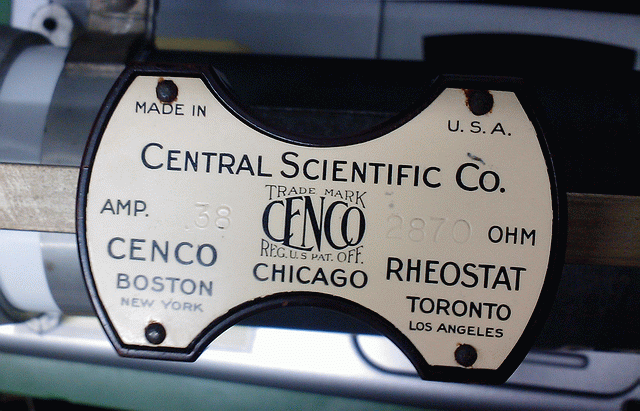 MADE IN U.S.A.
CENTRAL SCIENTIFIC CO.
TRADE MARK
AMP. .38 CENCO 2870 OHM
REG. U.S PAT. OFF.
CENCO CHICAGO RHEOSTAT
BOSTON TORONTO
NEW YORK LOS ANGELES